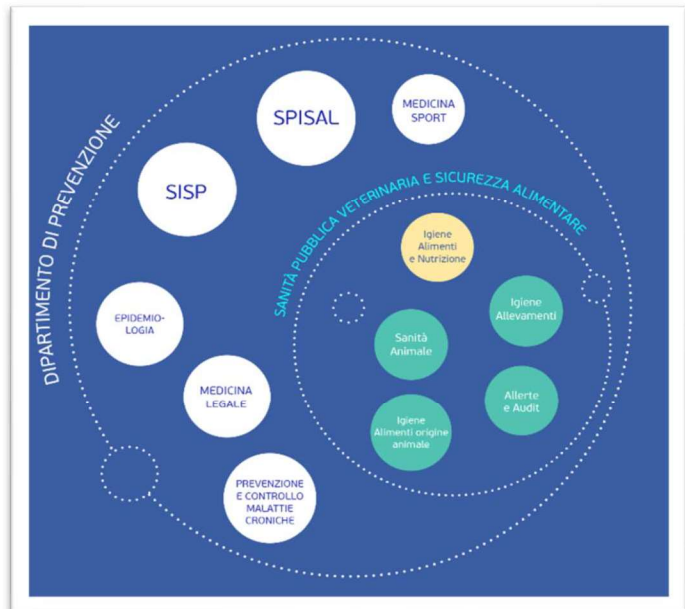 DIPARTIMENTO DI PREVENZIONE
SPISAL
MEDICINA
SPORT
SISP
SANITÀ PUBBLICA VETERINARIA E SICUREZZA ALIMENTARE
Igiene
Alimenti
e Nutrizione
EPIDEMIO-
LOGIA
Igiene
Allevamenti
Sanità
Animale
MEDICINA
LEGALE
Allerte
e Audit
Igiene
Alimenti origine
animale
PREVENZIONE
E CONTROLLO
MALATTIE
CRONICHE